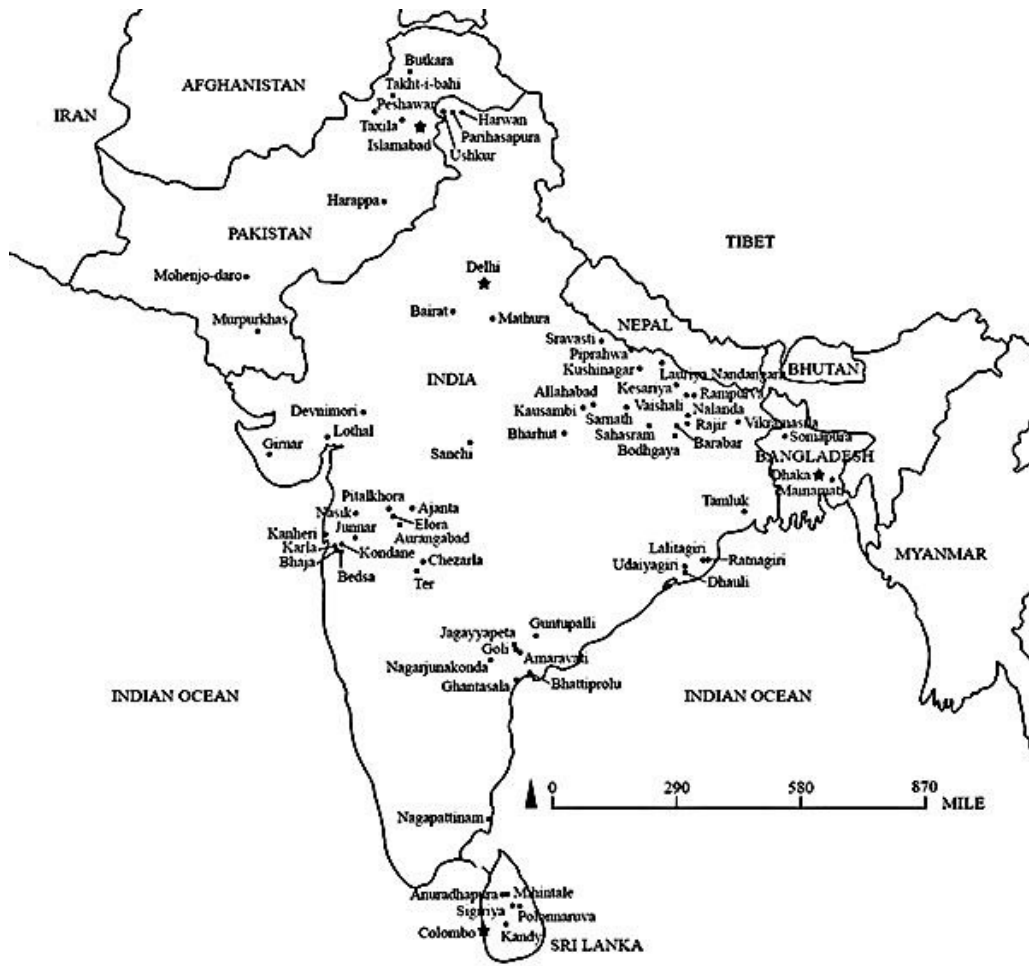 Butkara
AFGHANISTAN
Takht-i-bahi
IRAN
Peshawar
Harwan
Taxila
Parihasapura
Islamabad
Ushkur
Harappa
PAKISTAN
TIBET
Mohenjo-daro
Delhi
Murpurkhas
Bairat
Mathura
NEPAL
Sravasti
Piprahwa
BHUTAN
Kushinagar
Lauriya Nandangara
INDIA
Kesariya
Rampurva
Allahabad
Vaishali
Nalanda
Devnimori
Kausambi
Sarnath
Rajir
Vikramasila
Lothal
Bharhut
Sahasram
Barabar
Somapura
Girnar
Sanchi
Bodhgaya
BANGLADESH
Dhaka
Mainamati
Pitalkhora
Ajanta
Tamluk
Nasik
Elora
Kanheri
Junnar
Aurangabad
Karla
Kondane
Chezarla
Lalitagiri
Ratnagiri
MYANMAR
Bhaja
Bedsa
Ter
Udaiyagiri
Dhauli
Guntupalli
Jagayyapeta
Goli
Amaravati
Nagarjunakonda
Ghantasala
Bhattiprolu
INDIAN OCEAN
INDIAN OCEAN
0 290 580 870
MILE
Nagapattinam
Anuradhapura
Mihintale
Sigiriya
Polonnaruva
Colombo
Kandy
SRI LANKA